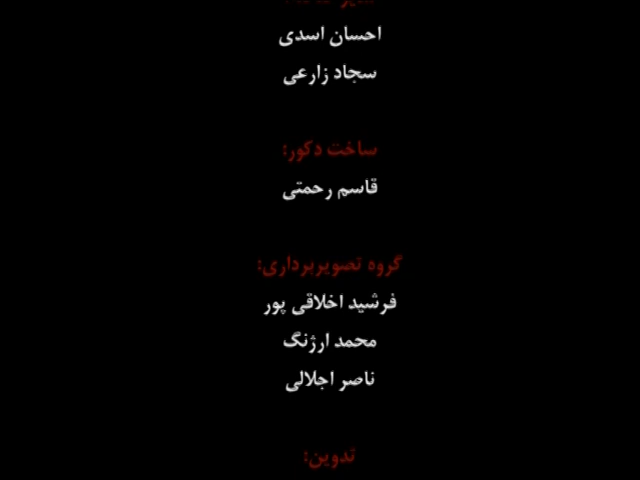 احسان اسدی
سجاد زارعی
ساخت دکور:
قاسم رحمتی
گروه تصویربرداری:
فرشید اخلاقی پور
محمد ارژنگ
ناصر اجلالی
تدوین: